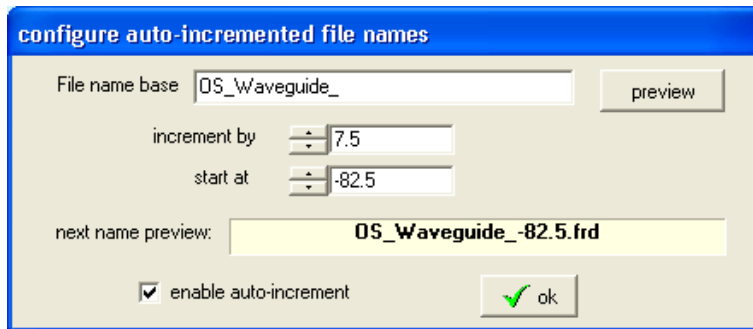 configure auto-incremented file names
File name base OS_Waveguide_ preview
increment by 7.5
start at -82.5
next name preview: OS_Waveguide_-82.5.frd
enable auto-increment ok